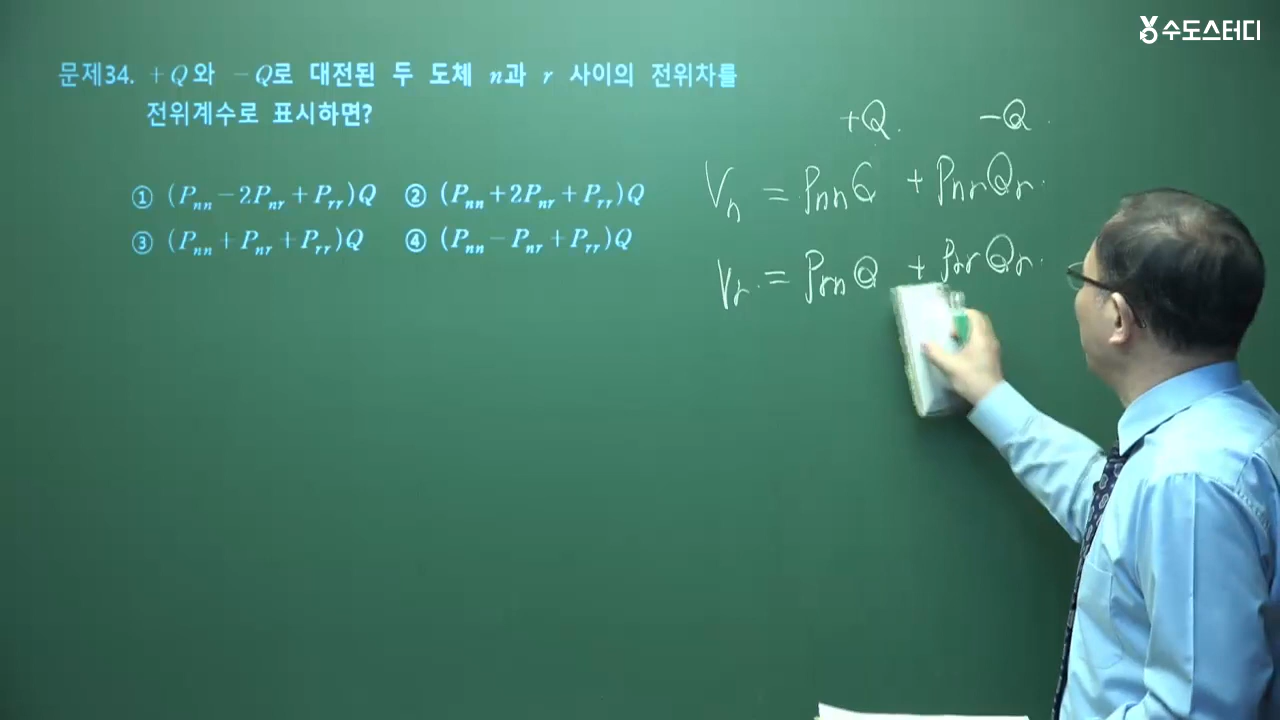 수도스터디
문제34. +Q와 -Q로 대전된 두 도체 n과 r 사이의 전위차를
전위계수로 표시하면?
① (Pnn-2Pnr+Prr)Q ② (Pnn+2Pnr+Prr)Q
③ (Pnn+Pnr+Prr)Q ④ (Pnn-Pnr+Prr)Q
+Q. -Q.
Vn = PnnQ + PnrQr.
Vr. = PrnQ + PrrQr.